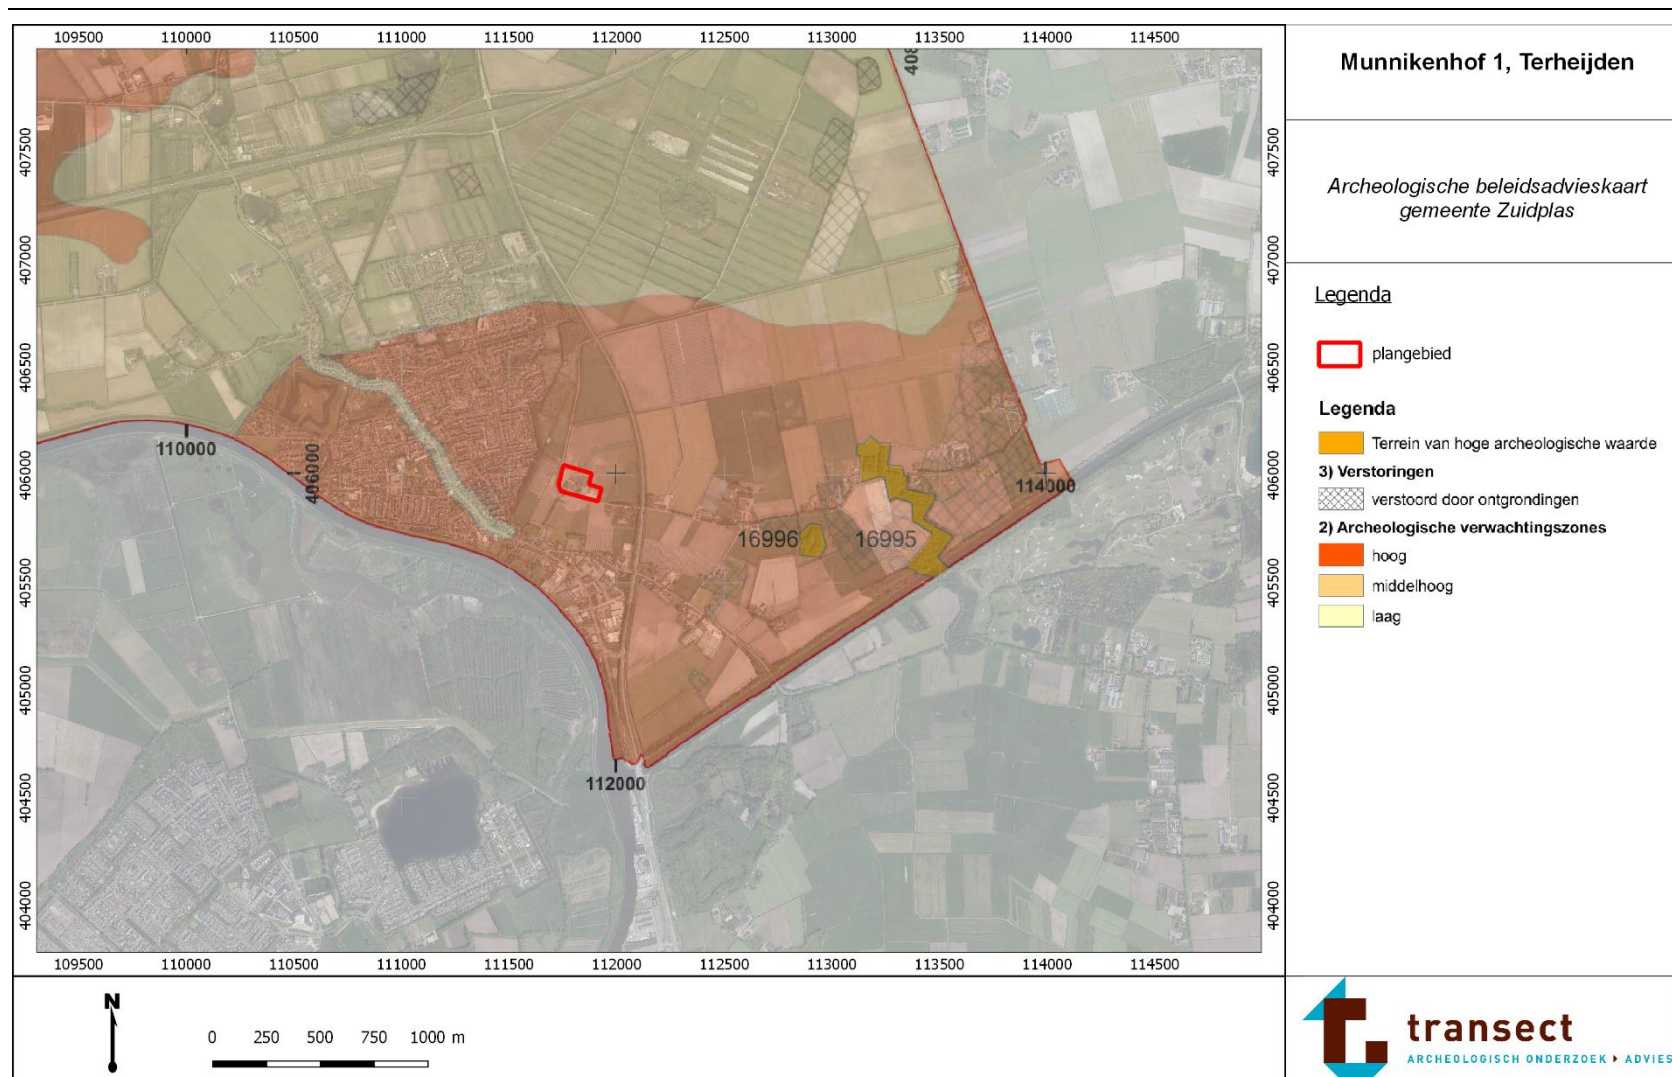 109500 110000 110500 111000 111500 112000 112500 113000 113500 114000 114500
407500 407000 406500 406000 405500 405000 404500 404000
110000
406000
112000
114000
408
16996
16995
407500 407000 406500 406000 405500 405000 404500 404000
109500 110000 110500 111000 111500 112000 112500 113000 113500 114000 114500
N
0 250 500 750 1000 m
Munnikenhof 1, Terheijden
Archeologische beleidsadvieskaart
gemeente Zuidplas
Legenda
plangebied
Legenda
Terrein van hoge archeologische waarde
3) Verstoringen
verstoord door ontgrondingen
2) Archeologische verwachtingszones
hoog
middelhoog
laag
transect
ARCHEOLOGISCH ONDERZOEK ▸ ADVIES